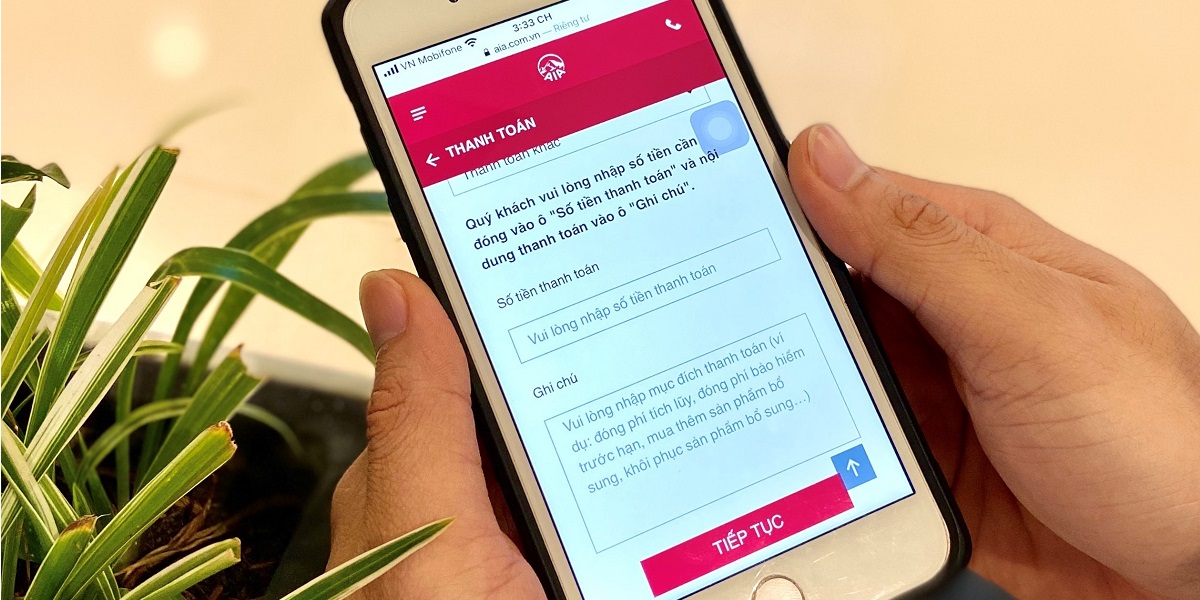 VN Mobifone
3:33 CH
aia.com.vn — Riêng tư
AIA
THANH TOÁN
Thanh toán khác
Quý khách vui lòng nhập số tiền cần
đóng vào ô "Số tiền thanh toán" và nội
dung thanh toán vào ô "Ghi chú".
Số tiền thanh toán
Vui lòng nhập số tiền thanh toán
Ghi chú
Vui lòng nhập mục đích thanh toán (ví
dụ: đóng phí tích lũy, đóng phí bảo hiểm
trước hạn, mua thêm sản phẩm bổ
sung, khôi phục sản phẩm bổ sung...)
TIẾP TỤC